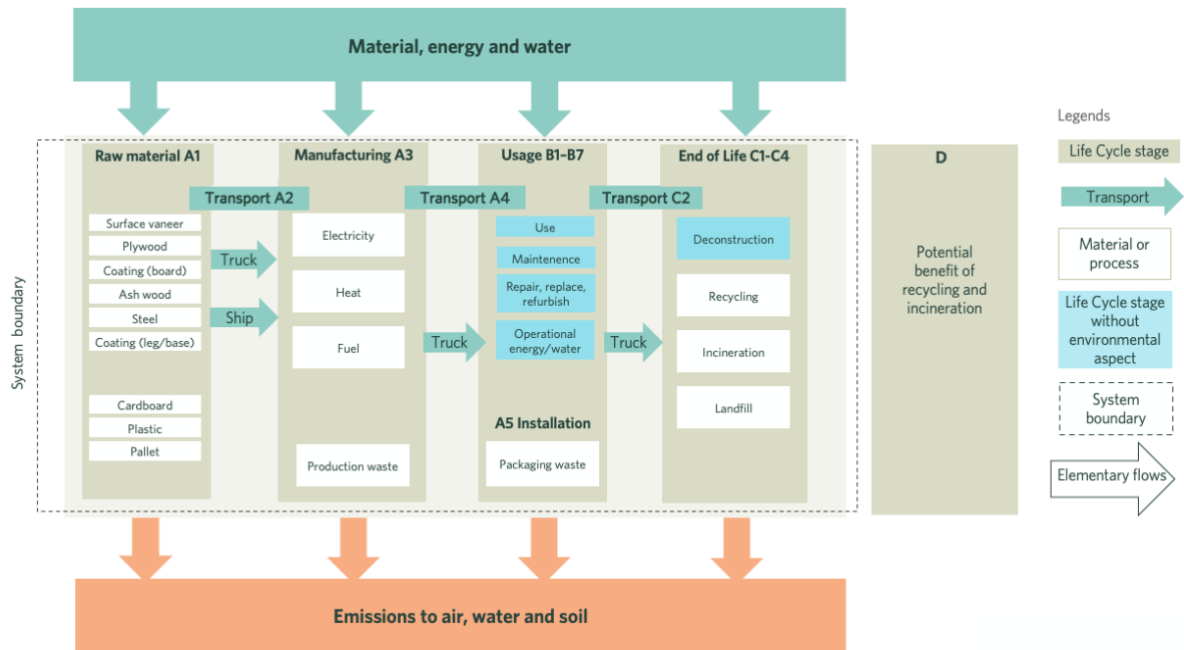 Material, energy and water
System boundary
Raw material A1
Transport A2
Surface vaneer
Plywood
Coating (board)
Ash wood
Steel
Coating (leg/base)
Cardboard
Plastic
Pallet
Truck
Ship
Manufacturing A3
Transport A4
Electricity
Heat
Fuel
Production waste
Truck
Usage B1–B7
Transport C2
Use
Maintenence
Repair, replace,
refurbish
Operational
energy/water
A5 Installation
Packaging waste
Truck
End of Life C1-C4
Deconstruction
Recycling
Incineration
Landfill
D
Potential
benefit of
recycling and
incineration
Legends
Life Cycle stage
Transport
Material or
process
Life Cycle stage
without
environmental
aspect
System
boundary
Elementary flows
Emissions to air, water and soil